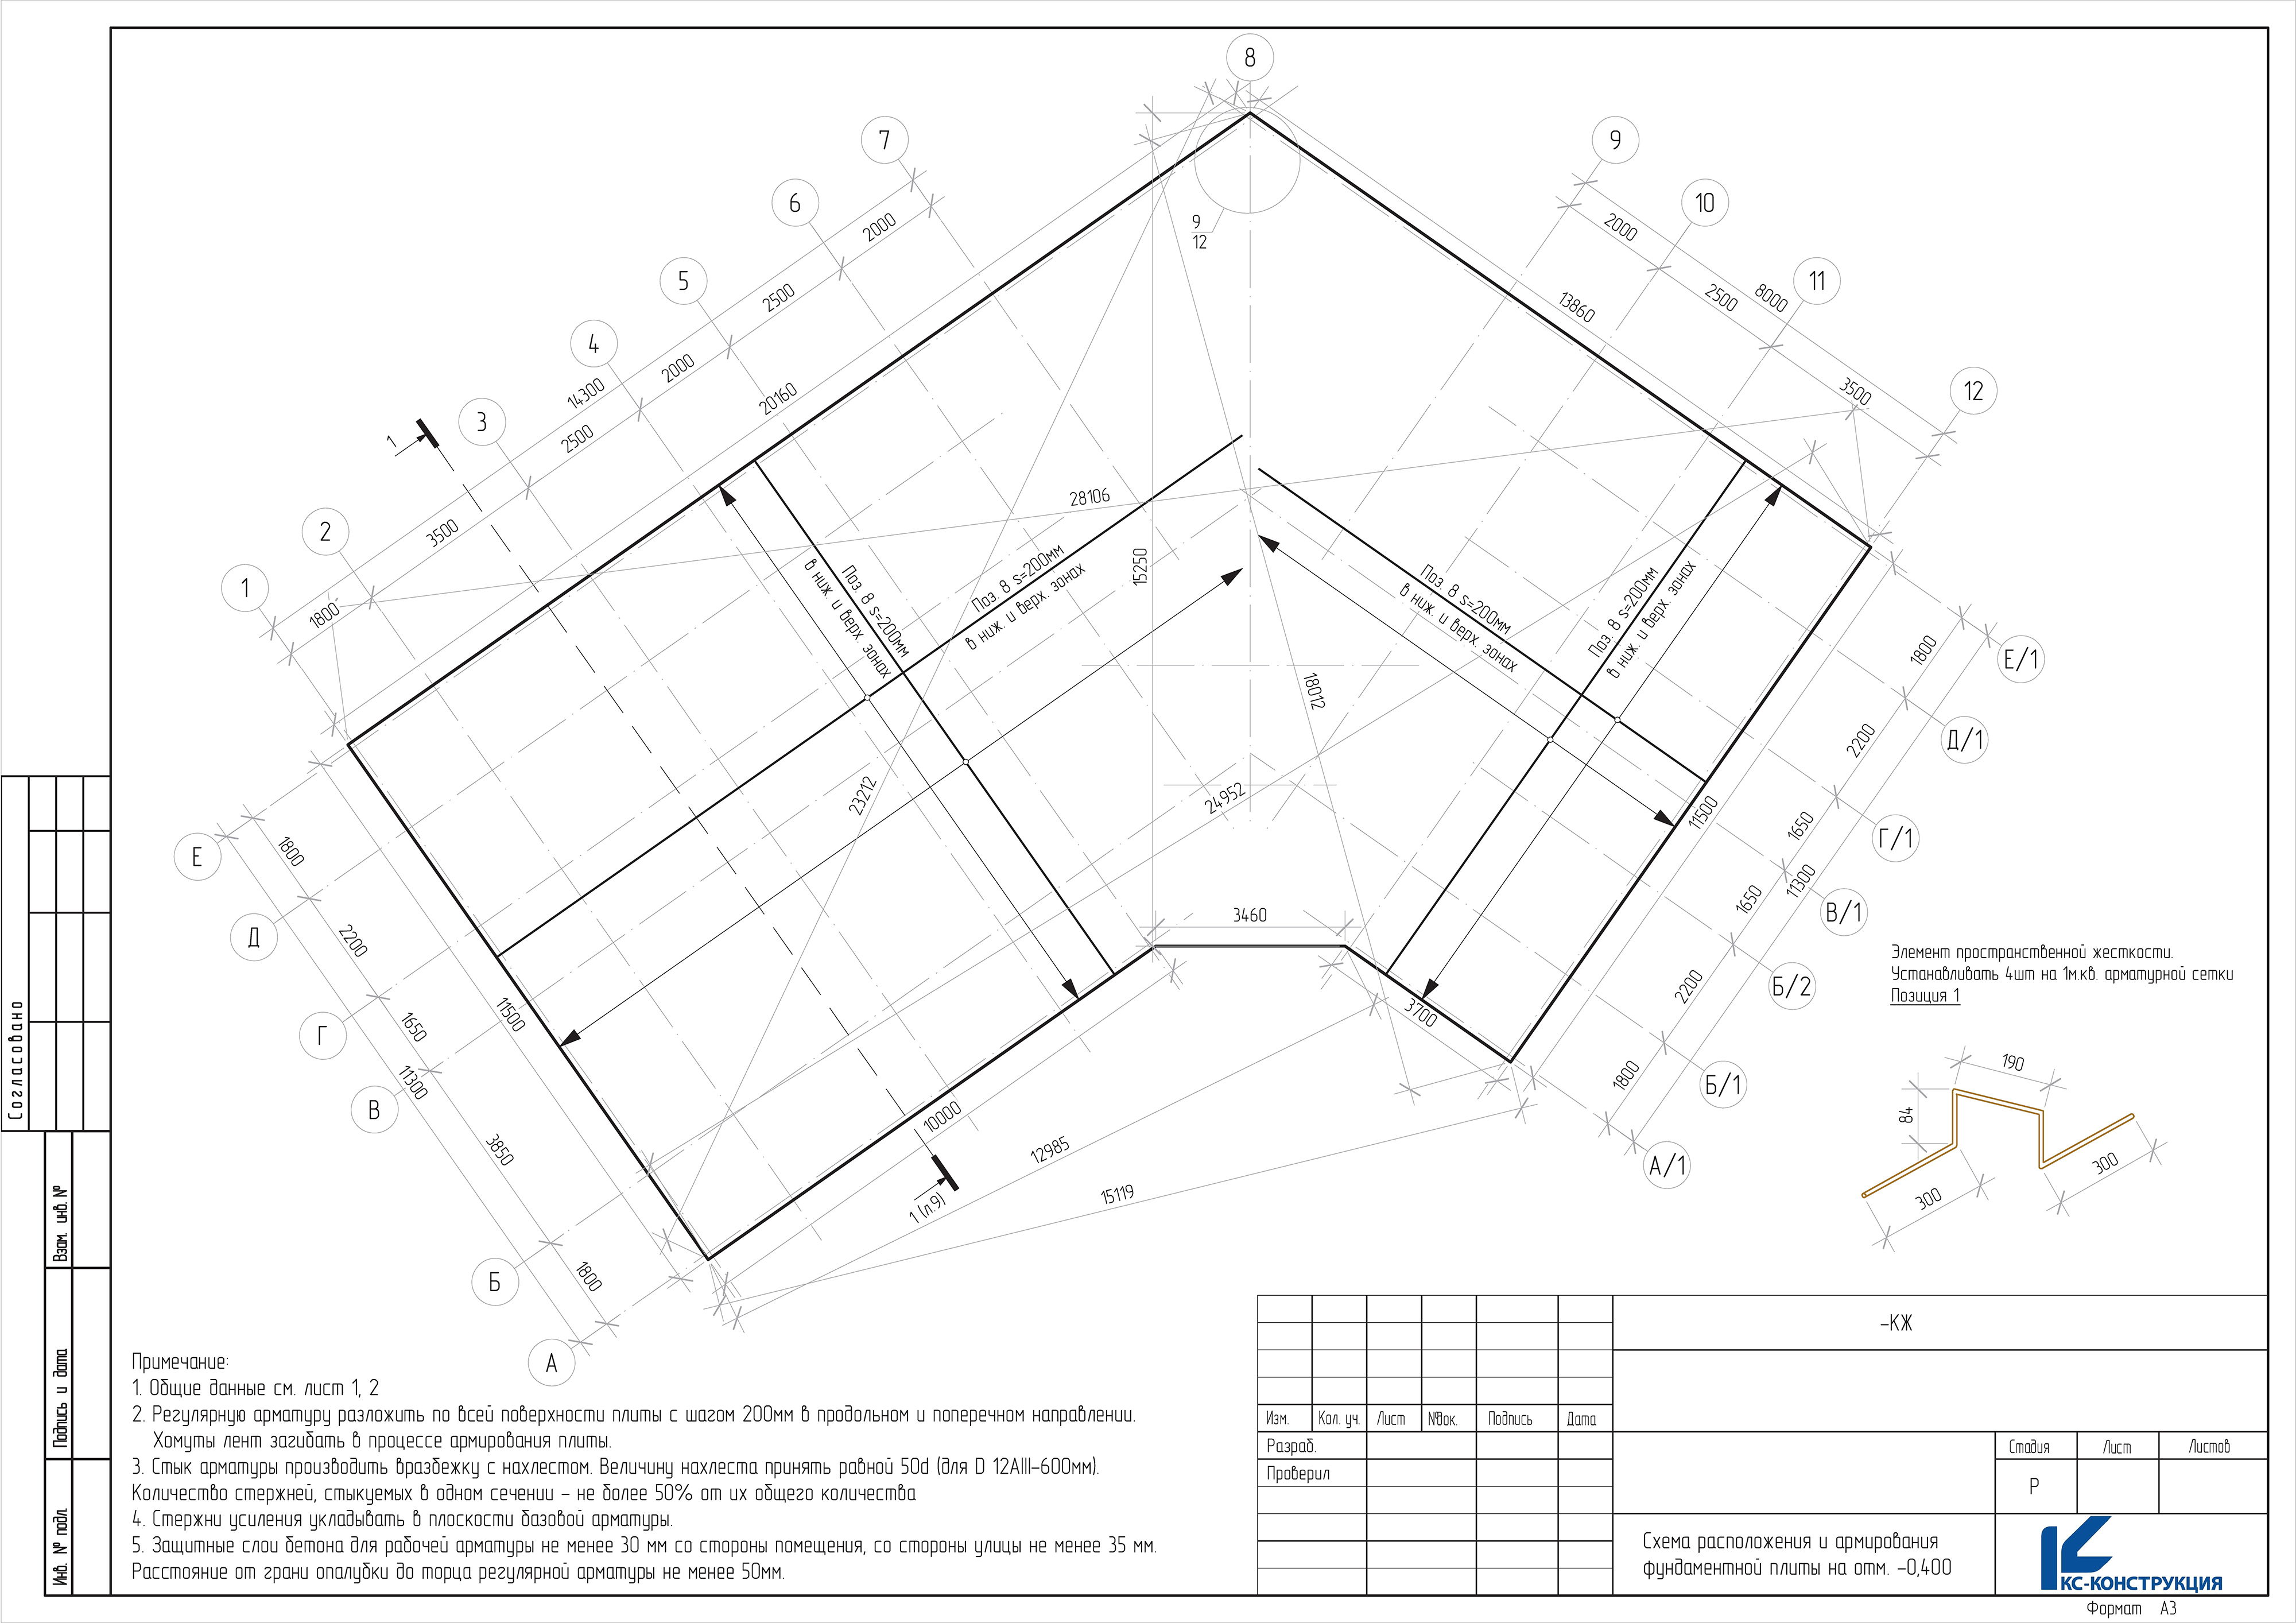 8
7
9
6
10
5
11
4
12
3
2
1
9
12
2000
2500
2000
2500
3500
1800
14300
20160
2000
2500
8000
3500
13860
1
28106
15250
18012
23212
24952
Поз. 8 s=200мм
в ниж. и верх. зонах
Поз. 8 s=200мм
в ниж. и верх. зонах
Поз. 8 s=200мм
в ниж. и верх. зонах
Поз. 8 s=200мм
в ниж. и верх. зонах
3460
3700
11500
11500
10000
12985
15119
1 (л.9)
Е
Д
Г
В
Б
А
1800
2200
1650
11300
3850
1800
Е/1
Д/1
Г/1
В/1
Б/2
Б/1
А/1
1800
2200
1650
11300
1650
2200
1800
Элемент пространственной жесткости.
Устанавливать 4шт на 1м.кв. арматурной сетки
Позиция 1
190
84
300
300
Согласовано
Взам. инв. №
Подпись и дата
Инв. № подл.
Примечание:
1. Общие данные см. лист 1, 2
2. Регулярную арматуру разложить по всей поверхности плиты с шагом 200мм в продольном и поперечном направлении.
Хомуты лент загибать в процессе армирования плиты.
3. Стык арматуры производить вразбежку с нахлестом. Величину нахлеста принять равной 50d (для D 12АIII-600мм).
Количество стержней, стыкуемых в одном сечении - не более 50% от их общего количества
4. Стержни усиления укладывать в плоскости базовой арматуры.
5. Защитные слои бетона для рабочей арматуры не менее 30 мм со стороны помещения, со стороны улицы не менее 35 мм.
Расстояние от грани опалубки до торца регулярной арматуры не менее 50мм.
-КЖ
Изм. Кол. уч. Лист №док. Подпись Дата
Разраб.
Проверил
Стадия Лист Листов
Р
Схема расположения и армирования
фундаментной плиты на отм. -0,400
КС-КОНСТРУКЦИЯ
Формат А3